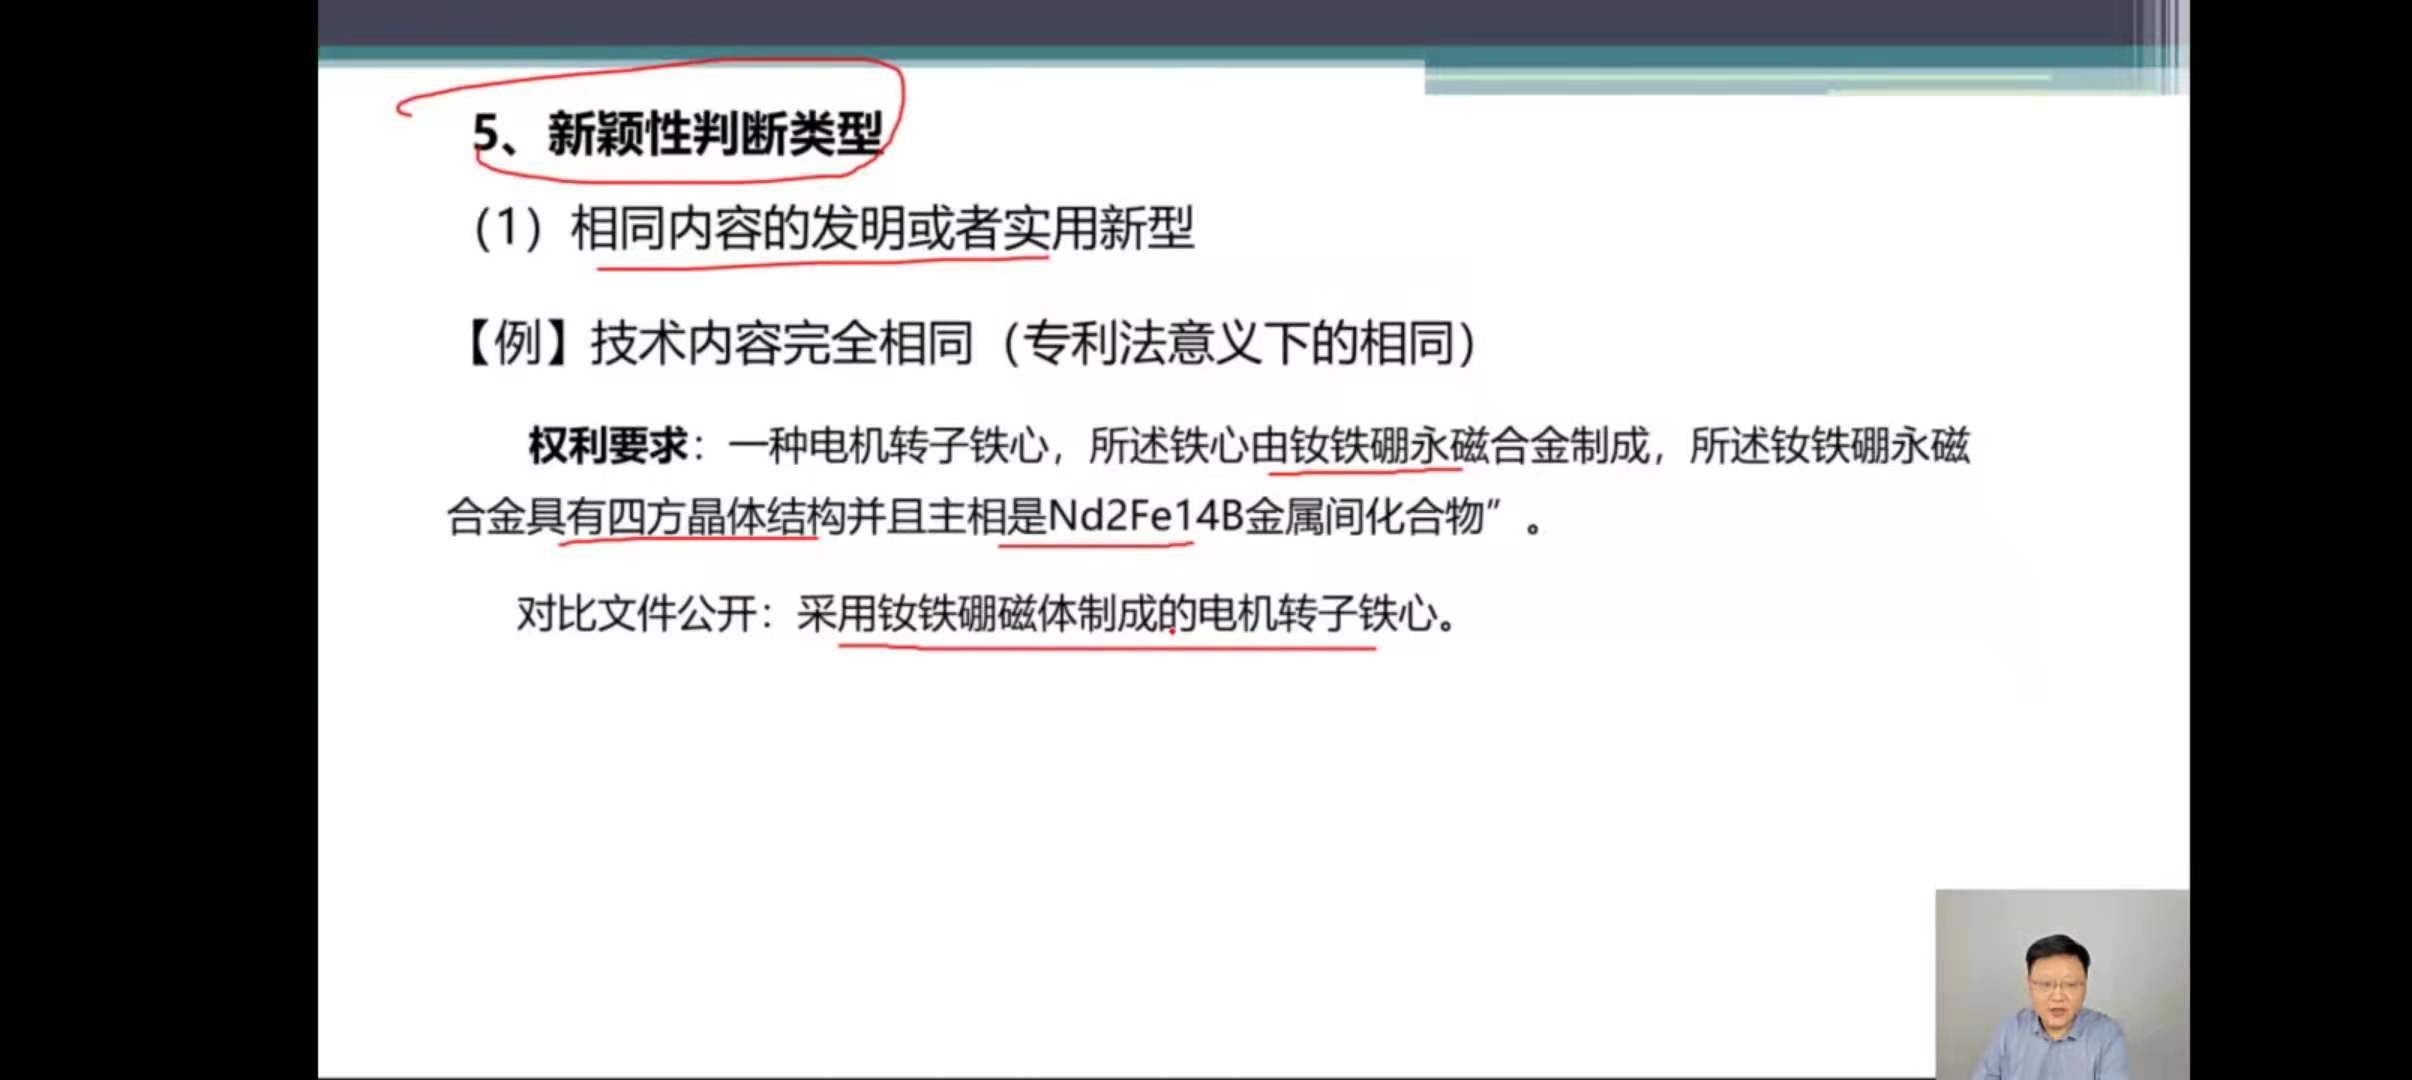 5、新颖性判断类型
（1）相同内容的发明或者实用新型
【例】技术内容完全相同（专利法意义下的相同）
权利要求：一种电机转子铁心，所述铁心由钕铁硼永磁合金制成，所述钕铁硼永磁
合金具有四方晶体结构并且主相是Nd2Fe14B金属间化合物”。
对比文件公开：采用钕铁硼磁体制成的电机转子铁心。